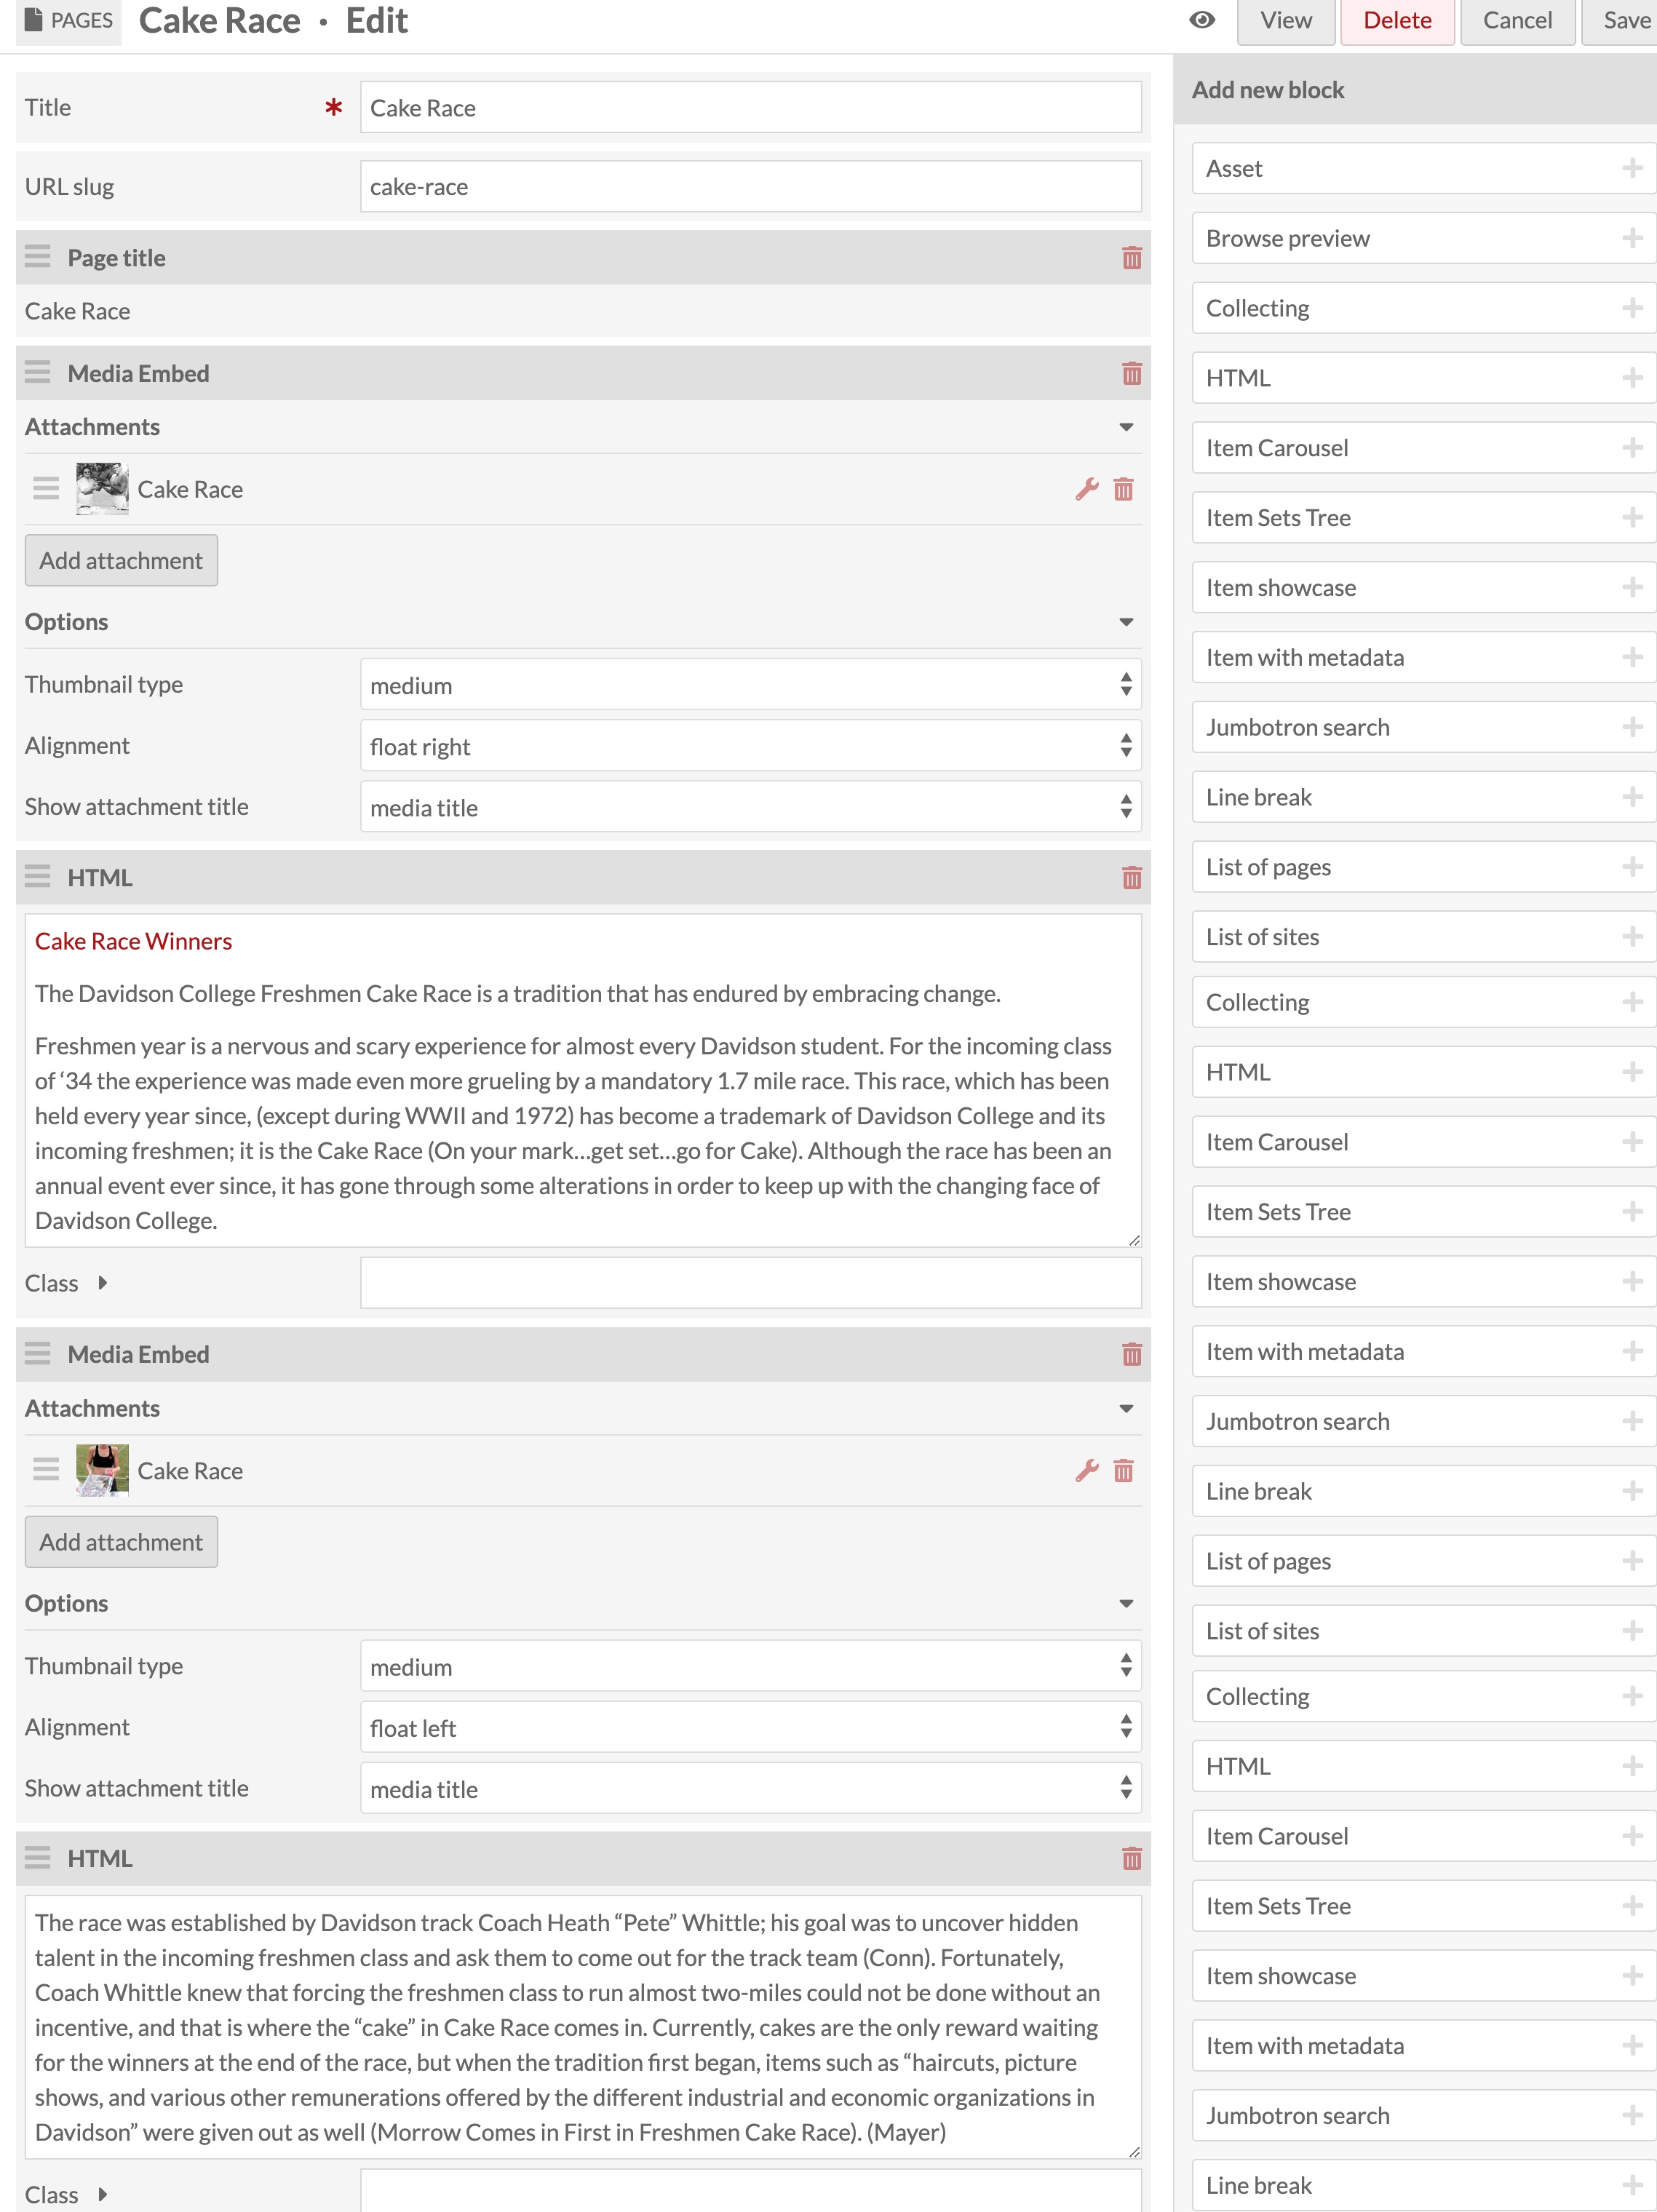 PAGES Cake Race · Edit
View Delete Cancel Save
Title * Cake Race
URL slug cake-race
Page title
Cake Race
Media Embed
Attachments
Cake Race
Add attachment
Options
Thumbnail type medium
Alignment float right
Show attachment title media title
HTML
Cake Race Winners
The Davidson College Freshmen Cake Race is a tradition that has endured by embracing change.
Freshmen year is a nervous and scary experience for almost every Davidson student. For the incoming class
of ‘34 the experience was made even more grueling by a mandatory 1.7 mile race. This race, which has been
held every year since, (except during WWII and 1972) has become a trademark of Davidson College and its
incoming freshmen; it is the Cake Race (On your mark…get set…go for Cake). Although the race has been an
annual event ever since, it has gone through some alterations in order to keep up with the changing face of
Davidson College.
Class
Media Embed
Attachments
Cake Race
Add attachment
Options
Thumbnail type medium
Alignment float left
Show attachment title media title
HTML
The race was established by Davidson track Coach Heath “Pete” Whittle; his goal was to uncover hidden
talent in the incoming freshmen class and ask them to come out for the track team (Conn). Fortunately,
Coach Whittle knew that forcing the freshmen class to run almost two-miles could not be done without an
incentive, and that is where the “cake” in Cake Race comes in. Currently, cakes are the only reward waiting
for the winners at the end of the race, but when the tradition first began, items such as “haircuts, picture
shows, and various other remunerations offered by the different industrial and economic organizations in
Davidson” were given out as well (Morrow Comes in First in Freshmen Cake Race). (Mayer)
Class
Add new block
Asset
Browse preview
Collecting
HTML
Item Carousel
Item Sets Tree
Item showcase
Item with metadata
Jumbotron search
Line break
List of pages
List of sites
Collecting
HTML
Item Carousel
Item Sets Tree
Item showcase
Item with metadata
Jumbotron search
Line break
List of pages
List of sites
Collecting
HTML
Item Carousel
Item Sets Tree
Item showcase
Item with metadata
Jumbotron search
Line break